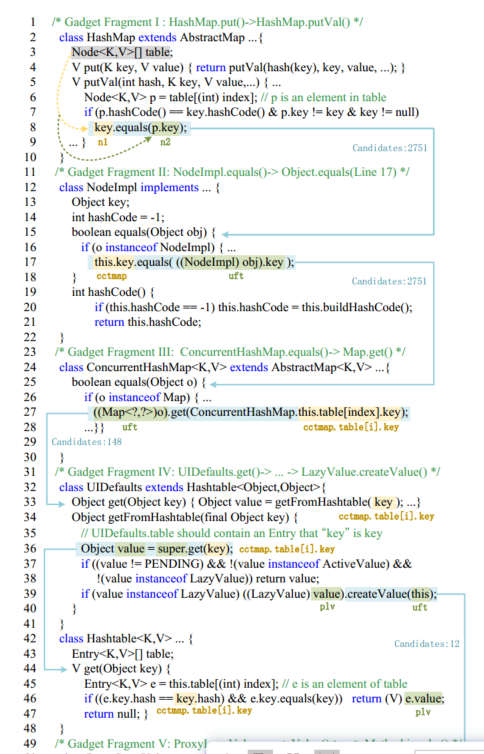 1 /* Gadget Fragment I : HashMap.put()->HashMap.putVal() */
2 class HashMap extends AbstractMap ...{
3 Node<K,V>[] table;
4 V put(K key, V value) { return putVal(hash(key), key, value, ...); }
5 V putVal(int hash, K key, V value,...) { ...
6 Node<K,V> p = table[(int) index]; // p is an element in table
7 if (p.hashCode() == key.hashCode() & p.key != key & key != null)
8 key.equals(p.key);
9 ... } n1 n2
Candidates:2751
10 }
11 /* Gadget Fragment II: NodeImpl.equals()-> Object.equals(Line 17) */
12 class NodeImpl implements ... {
13 Object key;
14 int hashCode = -1;
15 boolean equals(Object obj) {
16 if (o instanceof NodeImpl) { ...
17 this.key.equals( ((NodeImpl) obj).key );
18 } cctmap uft
Candidates:2751
19 int hashCode() {
20 if (this.hashCode == -1) this.hashCode = this.buildHashCode();
21 return this.hashCode;
22 }
23 /* Gadget Fragment III: ConcurrentHashMap.equals()-> Map.get() */
24 class ConcurrentHashMap<K,V> extends AbstractMap<K,V> ...{
25 boolean equals(Object o) {
26 if (o instanceof Map) { ...
27 ((Map<?,?>)o).get(ConcurrentHashMap.this.table[index].key);
28 ...}} uft cctmap.table[i].key
29 Candidates:148
30 }
31 /* Gadget Fragment IV: UIDefaults.get()-> ... -> LazyValue.createValue() */
32 class UIDefaults extends Hashtable<Object,Object>{
33 Object get(Object key) { Object value = getFromHashtable( key ); ...}
34 Object getFromHashtable(final Object key) { cctmap.table[i].key
35 // UIDefaults.table should contain an Entry that “key” is key
36 Object value = super.get(key); cctmap.table[i].key
37 if ((value != PENDING) && !(value instanceof ActiveValue) &&
38 !(value instanceof LazyValue)) return value;
39 if (value instanceof LazyValue) ((LazyValue) value).createValue(this);
40 } plv uft
41 }
42 class Hashtable<K,V> ... {
Candidates:12
43 Entry<K,V>[] table;
44 V get(Object key) {
45 Entry<K,V> e = this.table[(int) index]; // e is an element of table
46 if ((e.key.hash == key.hash) && e.key.equals(key)) return (V) e.value;
47 return null; } cctmap.table[i].key plv
48 }
49 /* Gadget Fragment V: